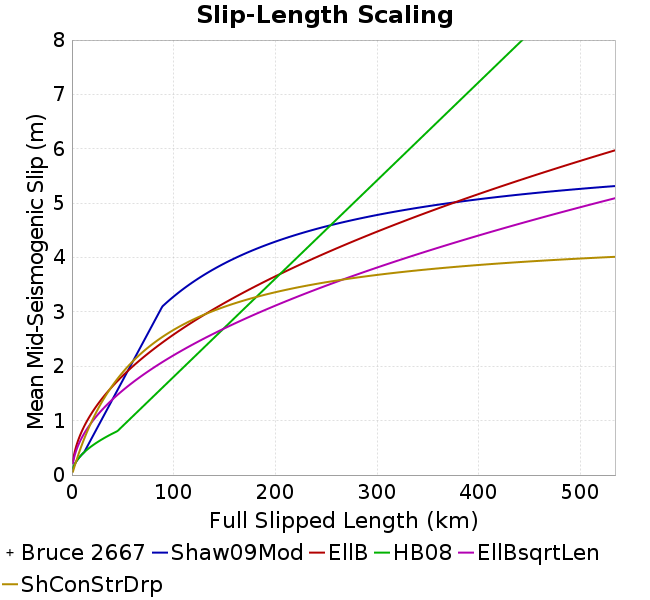 Slip-Length Scaling
Mean Mid-Seismogenic Slip (m)
8
7
6
5
4
3
2
1
0
0 100 200 300 400 500
Full Slipped Length (km)
Bruce 2667 Shaw09Mod EllB HB08 EllBsqrtLen
ShConStrDrp